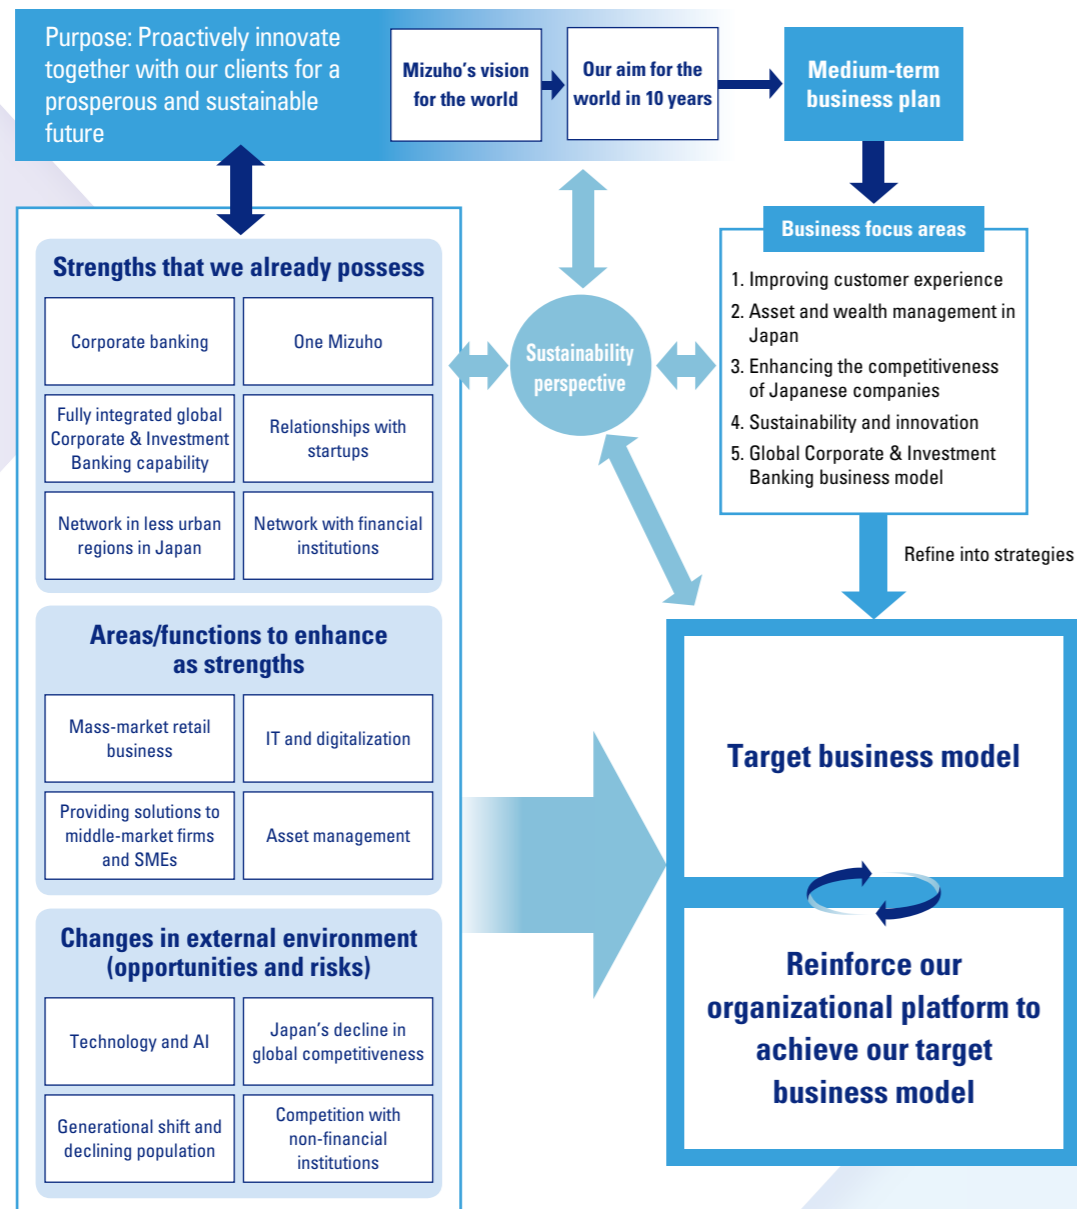 Purpose: Proactively innovate
together with our clients for a
prosperous and sustainable
future
Mizuho's vision
for the world
Our aim for the
world in 10 years
Medium-term
business plan
Strengths that we already possess
Corporate banking
One Mizuho
Fully integrated global
Corporate & Investment
Banking capability
Relationships with
startups
Network in less urban
regions in Japan
Network with financial
institutions
Areas/functions to enhance
as strengths
Mass-market retail
business
IT and digitalization
Providing solutions to
middle-market firms
and SMEs
Asset management
Changes in external environment
(opportunities and risks)
Technology and AI
Japan's decline in
global competitiveness
Generational shift and
declining population
Competition with
non-financial
institutions
Sustainability
perspective
Business focus areas
1. Improving customer experience
2. Asset and wealth management in
Japan
3. Enhancing the competitiveness
of Japanese companies
4. Sustainability and innovation
5. Global Corporate & Investment
Banking business model
Refine into strategies
Target business model
Reinforce our
organizational platform to
achieve our target
business model